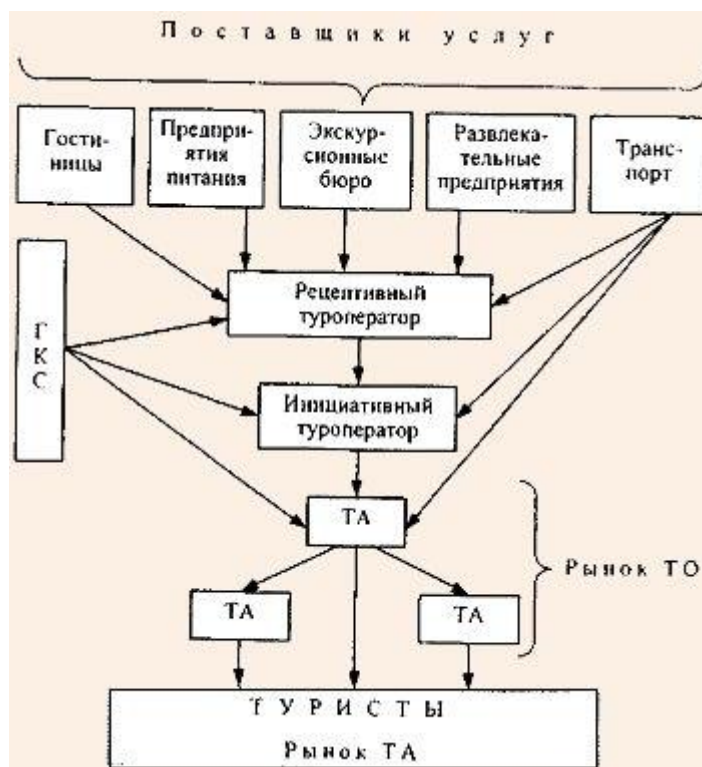 Поставщики услуг
Гости-
ницы
Предпри-
ятия
питания
Экскур-
сионные
бюро
Развлека-
тельные
предприятия
Транс-
порт
ГКС
Рецептивный
туроператор
Инициативный
туроператор
ТА
Рынок ТО
ТА
ТА
ТУРИСТЫ
Рынок ТА